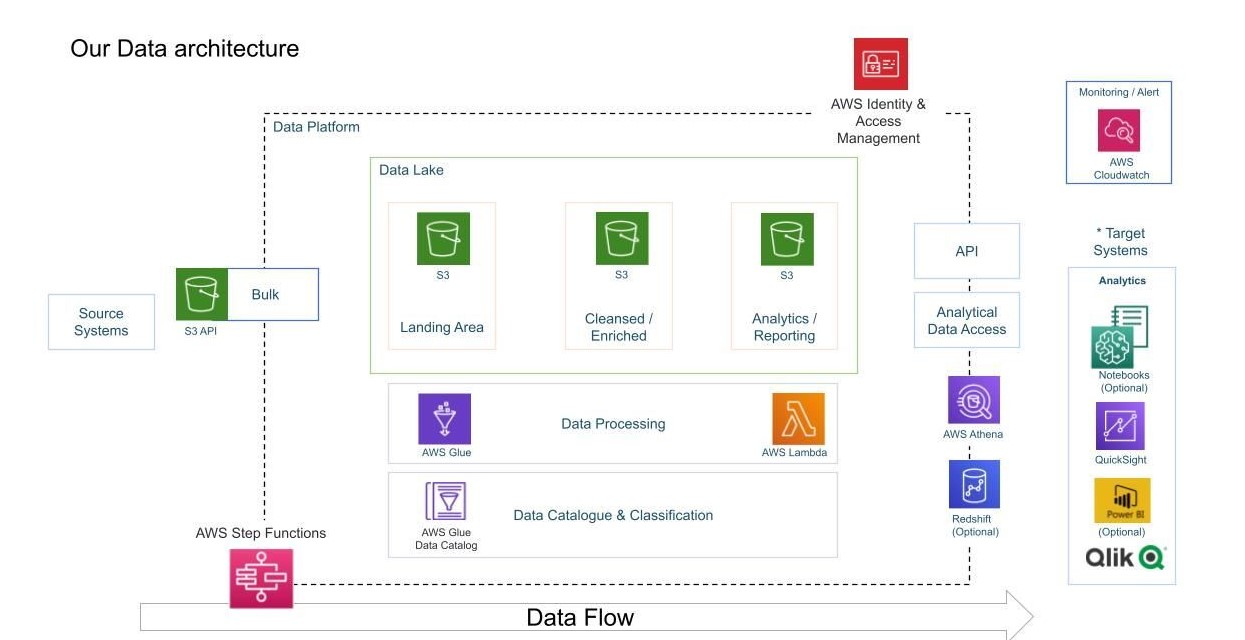 Our Data architecture
AWS Identity &
Access
Management
Monitoring / Alert
AWS
Cloudwatch
Data Platform
Data Lake
S3
Landing Area
S3
Cleansed /
Enriched
S3
Analytics /
Reporting
Source
Systems
S3 API
Bulk
API
Analytical
Data Access
AWS Athena
Redshift
(Optional)
* Target
Systems
Analytics
Notebooks
(Optional)
QuickSight
Power BI
(Optional)
Qlik
AWS Glue
Data Processing
AWS Lambda
AWS Glue
Data Catalog
Data Catalogue & Classification
AWS Step Functions
Data Flow